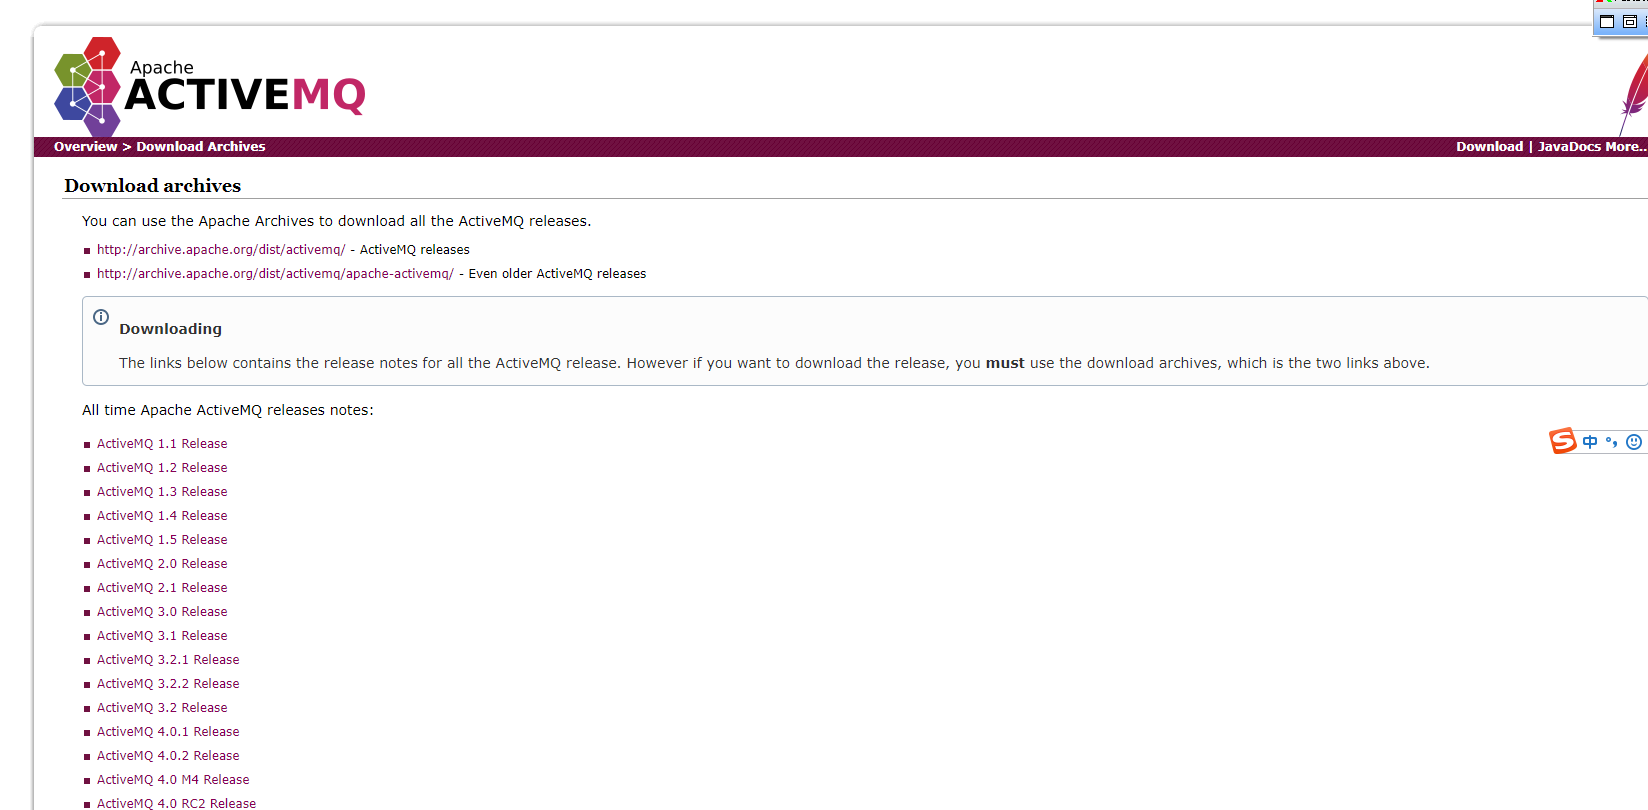 Apache
ACTIVEMQ
Overview > Download Archives
Download | JavaDocs More..
Download archives
You can use the Apache Archives to download all the ActiveMQ releases.
http://archive.apache.org/dist/activemq/ - ActiveMQ releases
http://archive.apache.org/dist/activemq/apache-activemq/ - Even older ActiveMQ releases
Downloading
The links below contains the release notes for all the ActiveMQ release. However if you want to download the release, you must use the download archives, which is the two links above.
All time Apache ActiveMQ releases notes:
ActiveMQ 1.1 Release
ActiveMQ 1.2 Release
ActiveMQ 1.3 Release
ActiveMQ 1.4 Release
ActiveMQ 1.5 Release
ActiveMQ 2.0 Release
ActiveMQ 2.1 Release
ActiveMQ 3.0 Release
ActiveMQ 3.1 Release
ActiveMQ 3.2.1 Release
ActiveMQ 3.2.2 Release
ActiveMQ 3.2 Release
ActiveMQ 4.0.1 Release
ActiveMQ 4.0.2 Release
ActiveMQ 4.0 M4 Release
ActiveMQ 4.0 RC2 Release
S 中 °,